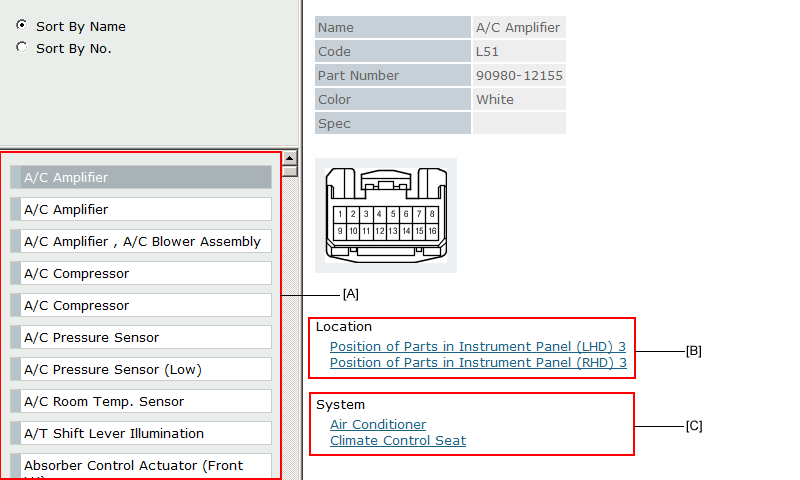 Sort By Name
Sort By No.
A/C Amplifier
A/C Amplifier
A/C Amplifier , A/C Blower Assembly
A/C Compressor
A/C Compressor
A/C Pressure Sensor
A/C Pressure Sensor (Low)
A/C Room Temp. Sensor
A/T Shift Lever Illumination
Absorber Control Actuator (Front
[A]
Name A/C Amplifier
Code L51
Part Number 90980-12155
Color White
Spec
1 2 3 4 5 6 7 8
9 10 11 12 13 14 15 16
Location
Position of Parts in Instrument Panel (LHD) 3
Position of Parts in Instrument Panel (RHD) 3
[B]
System
Air Conditioner
Climate Control Seat
[C]